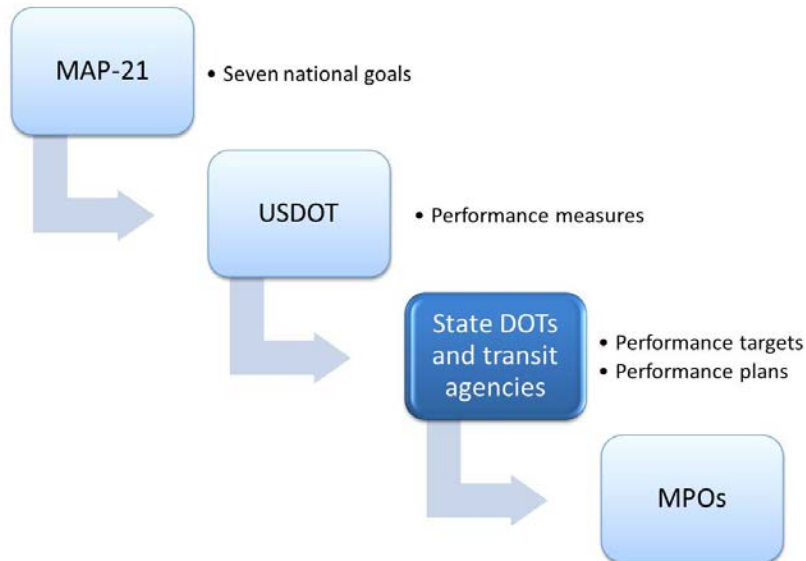 MAP-21
• Seven national goals
USDOT
• Performance measures
State DOTs
and transit
agencies
• Performance targets
• Performance plans
MPOs